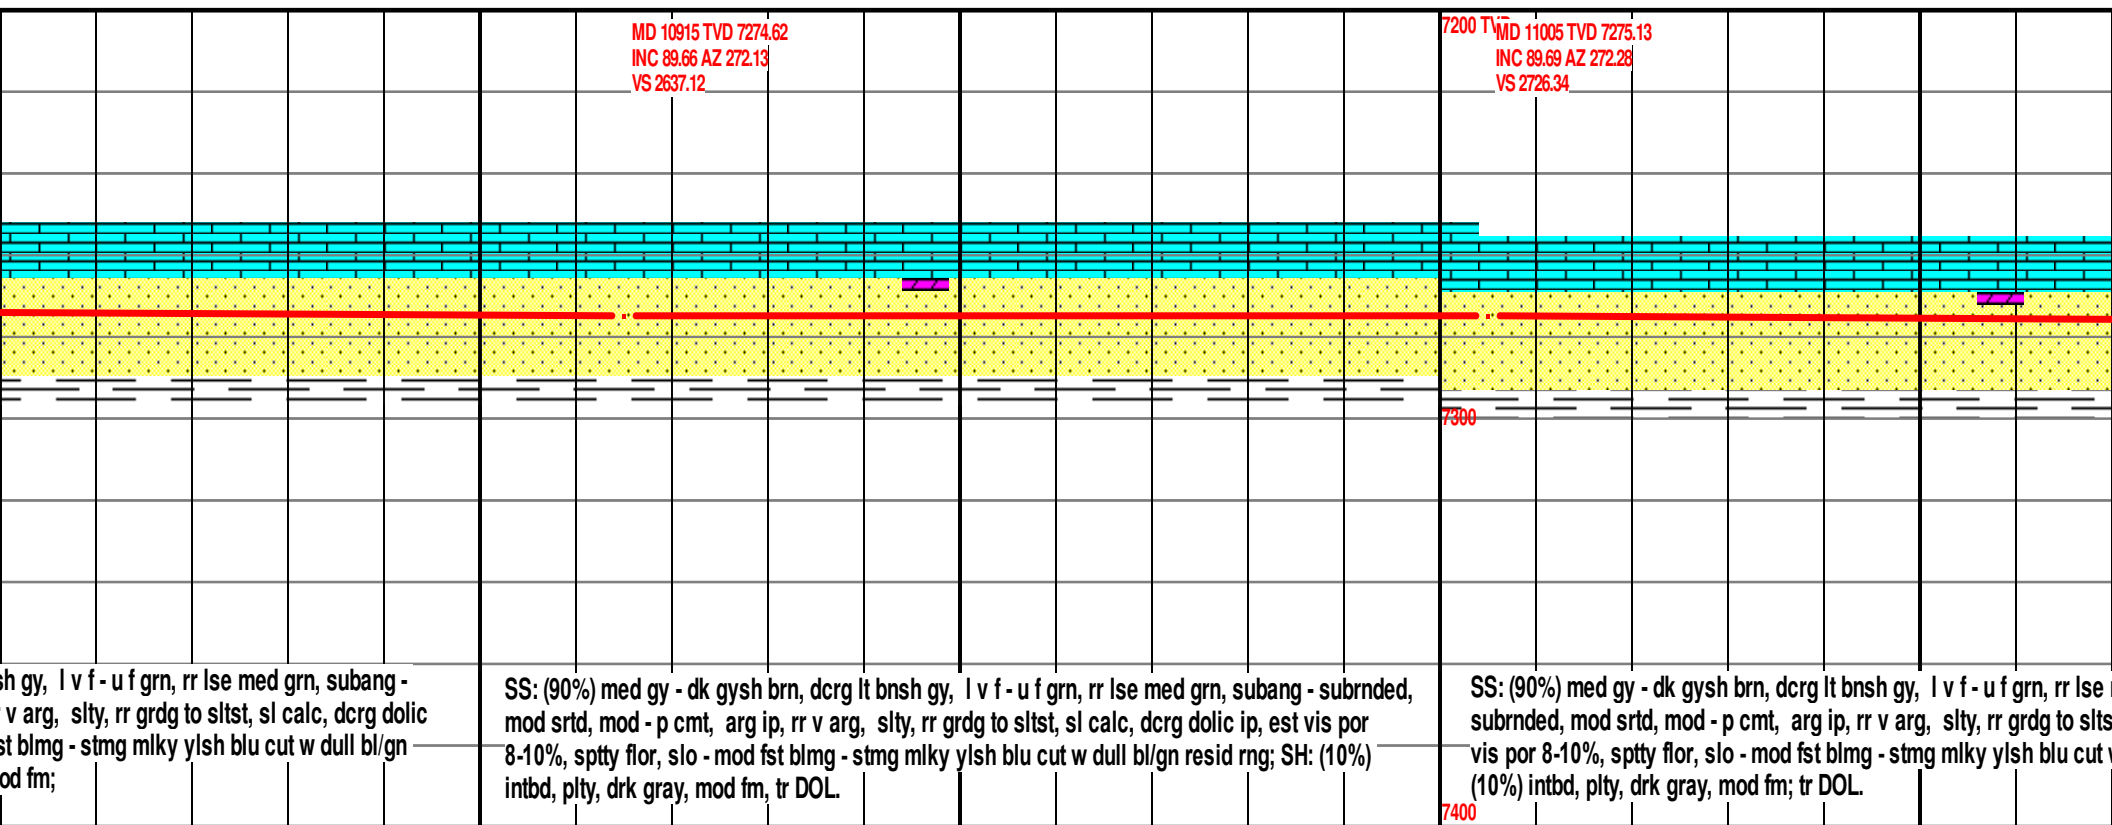 MD 10915 TVD 7274.62
INC 89.66 AZ 272.13
VS 2637.12
7200
MD 11005 TVD 7275.13
INC 89.69 AZ 272.28
VS 2726.34
7300
gy, l v f - u f grn, rr lse med grn, subang -
v arg, slty, rr grdg to sltst, sl calc, dcrg dolic
blmg - stmg mlky ylsh blu cut w dull bl/gn
fm;
SS: (90%) med gy - dk gysh brn, dcrg lt bnsh gy, l v f - u f grn, rr lse med grn, subang - subrnded,
mod srtd, mod - p cmt, arg ip, rr v arg, slty, rr grdg to sltst, sl calc, dcrg dolic ip, est vis por
8-10%, sptty flor, slo - mod fst blmg - stmg mlky ylsh blu cut w dull bl/gn resid rng; SH: (10%)
intbd, plty, drk gray, mod fm, tr DOL.
SS: (90%) med gy - dk gysh brn, dcrg lt bnsh gy, l v f - u f grn, rr lse
subrnded, mod srtd, mod - p cmt, arg ip, rr v arg, slty, rr grdg to
vis por 8-10%, sptty flor, slo - mod fst blmg - stmg mlky ylsh blu cut
(10%) intbd, plty, drk gray, mod fm; tr DOL.
7400